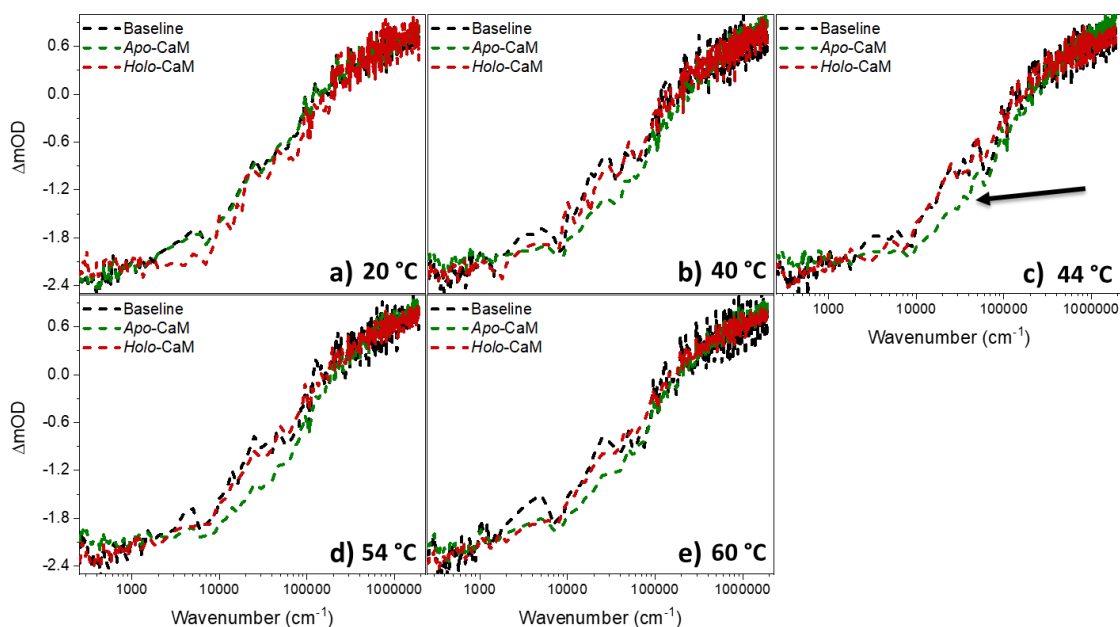 Baseline
Apo-CaM
Holo-CaM
Baseline
Apo-CaM
Holo-CaM
Baseline
Apo-CaM
Holo-CaM
0.6
0.0
-0.6
-1.2
-1.8
-2.4
ΔmOD
a) 20 °C
b) 40 °C
c) 44 °C
1000 10000 100000 1000000
Wavenumber (cm-1)
Baseline
Apo-CaM
Holo-CaM
Baseline
Apo-CaM
Holo-CaM
0.6
0.0
-0.6
-1.2
-1.8
-2.4
ΔmOD
d) 54 °C
e) 60 °C
1000 10000 100000 1000000
1000 10000 100000 1000000
Wavenumber (cm-1)
Wavenumber (cm-1)